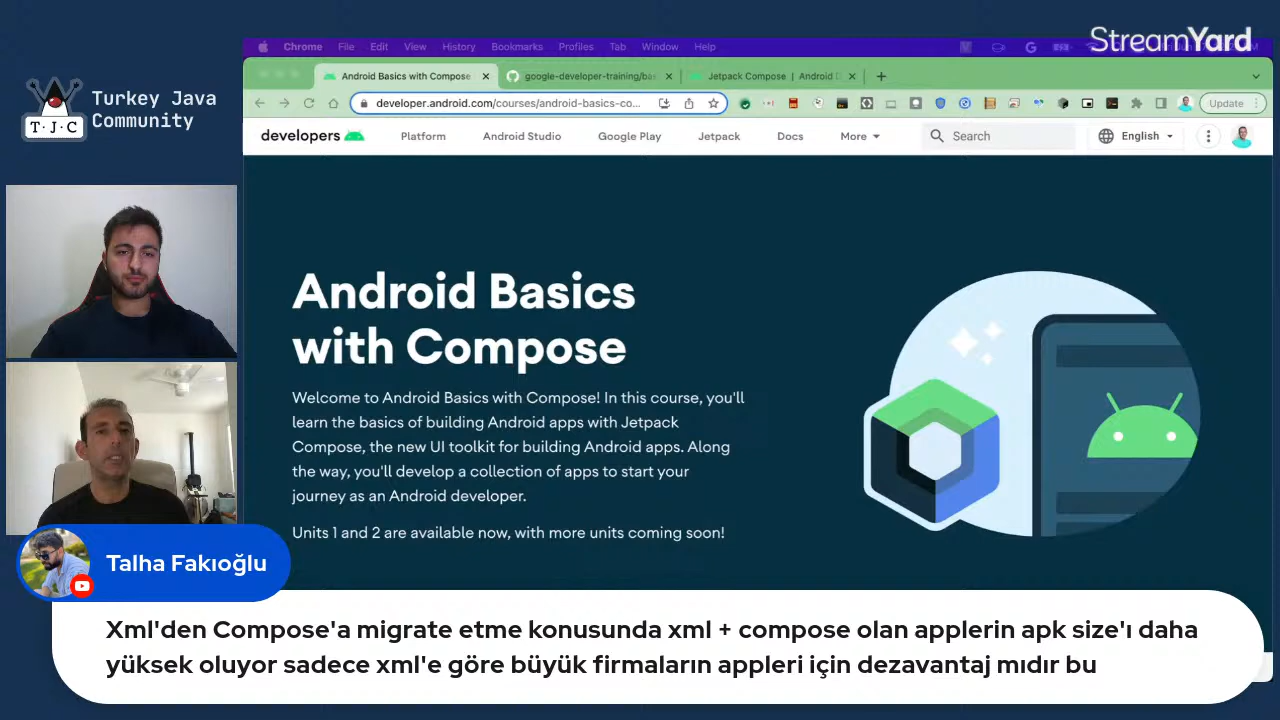 StreamYard
Chrome File Edit View History Bookmarks Profiles Tab Window Help
Turkey Java
Community
T·J·C
Android Basics with Compose
google-developer-training/bas
Jetpack Compose | Android D
developer.android.com/courses/android-basics-co...
Update
developers
Platform Android Studio Google Play Jetpack Docs More Search English
Android Basics
with Compose
Welcome to Android Basics with Compose! In this course, you'll
learn the basics of building Android apps with Jetpack
Compose, the new UI toolkit for building Android apps. Along
the way, you'll develop a collection of apps to start your
journey as an Android developer.
Units 1 and 2 are available now, with more units coming soon!
Talha Fakıoğlu
Xml'den Compose'a migrate etme konusunda xml + compose olan applerin apk size'ı daha
yüksek oluyor sadece xml'e göre büyük firmaların appleri için dezavantaj mıdır bu